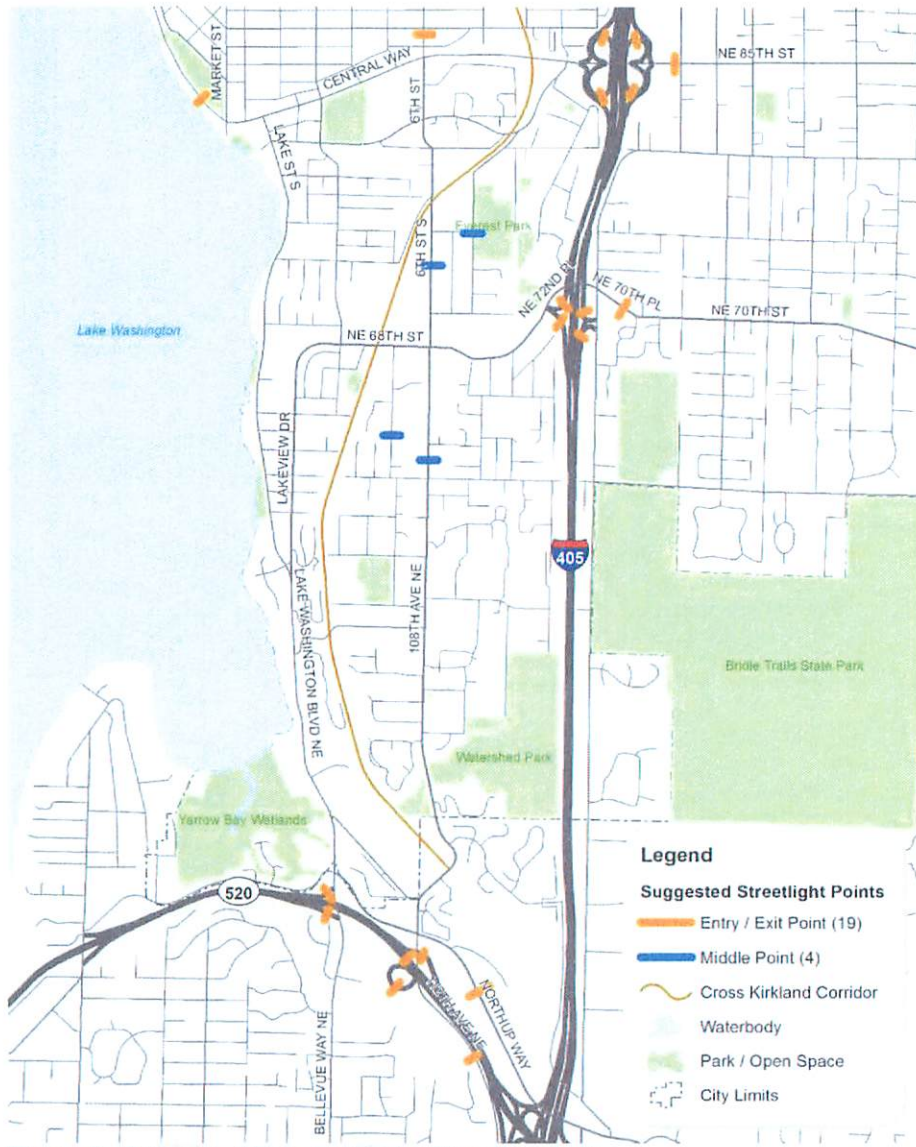 MARKET ST
CENTRAL WAY
6TH ST
NE 85TH ST
LAKE ST S
Everest Park
6TH ST S
NE 72ND PL
NE 70TH PL
NE 70TH ST
Lake Washington
NE 68TH ST
LAKEVIEW DR
405
LAKE WASHINGTON BLVD NE
108TH AVE NE
Bridle Trails State Park
Watershed Park
Yarrow Bay Wetlands
520
NORTHUP WAY
AVE NE
BELLEVUE WAY NE
Legend
Suggested Streetlight Points
Entry / Exit Point (19)
Middle Point (4)
Cross Kirkland Corridor
Waterbody
Park / Open Space
City Limits